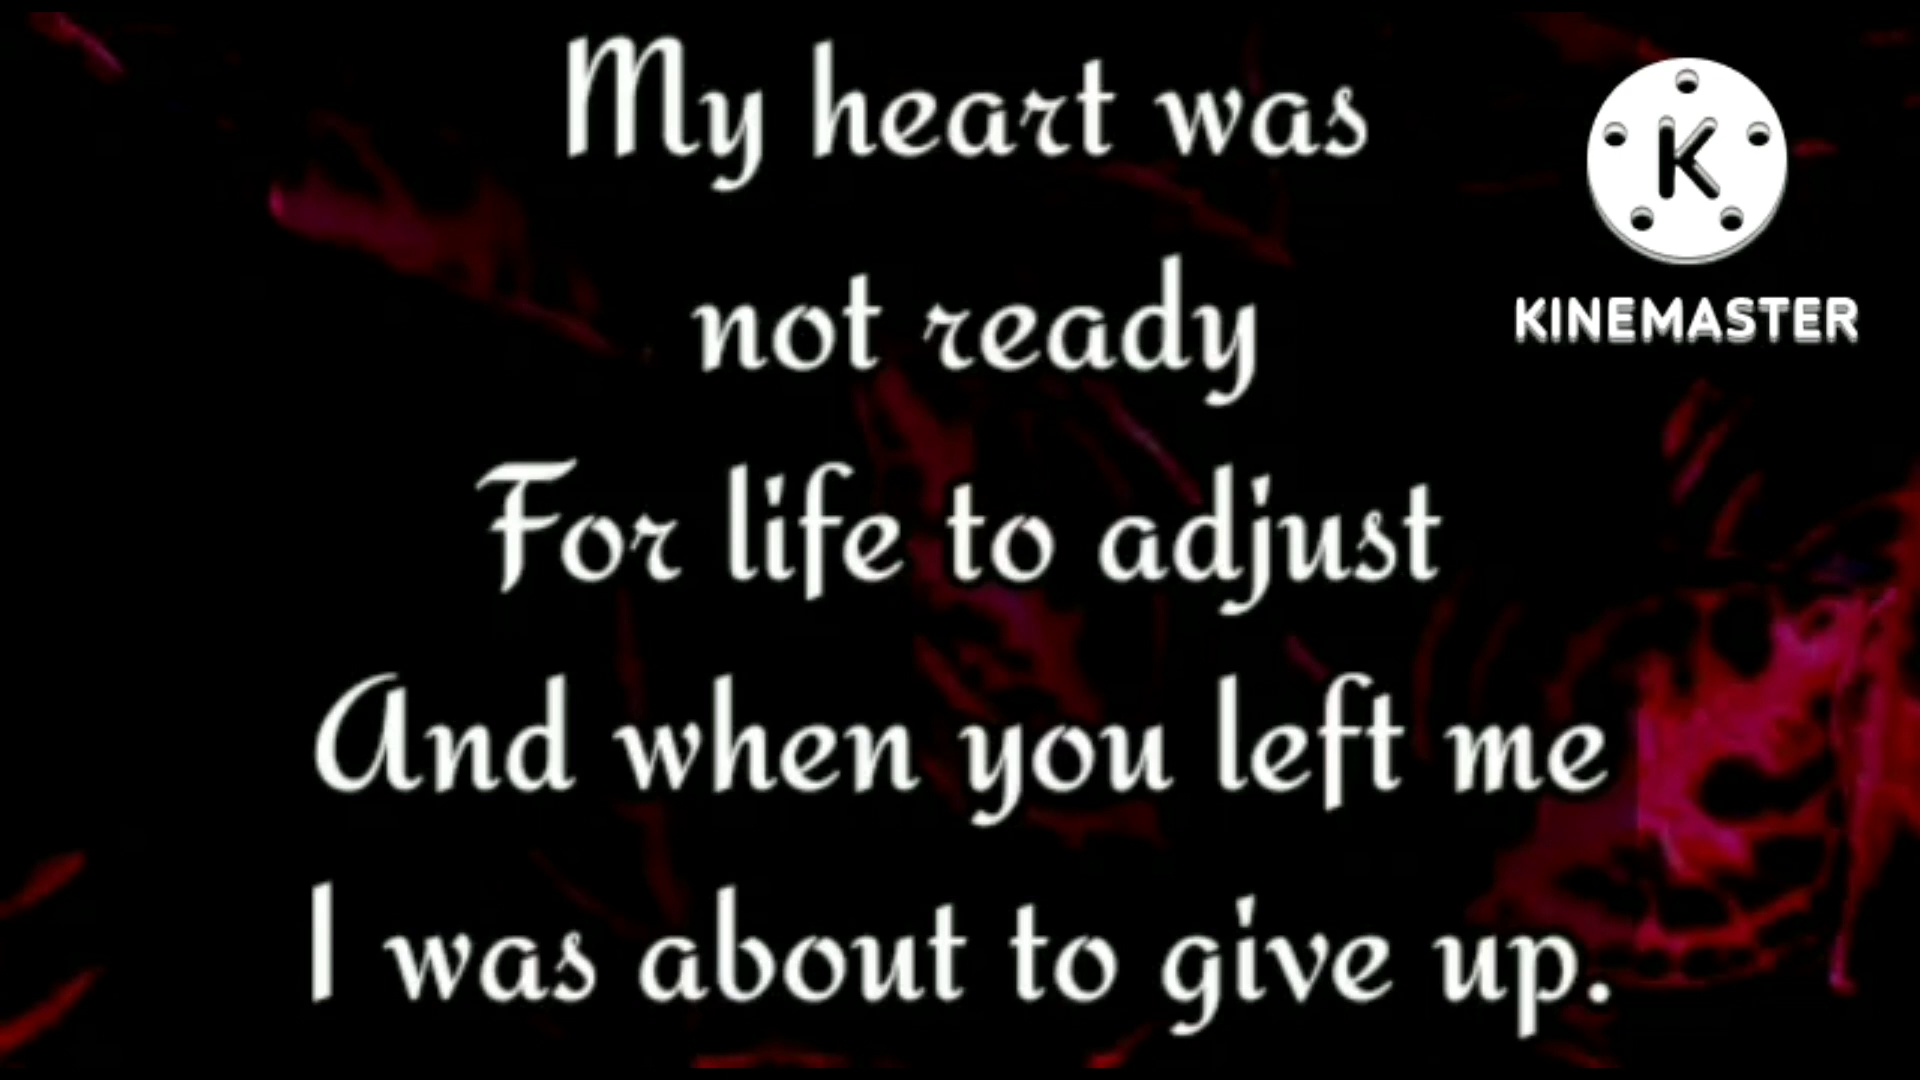 My heart was
not ready
For life to adjust
And when you left me
I was about to give up.
K
KINEMASTER